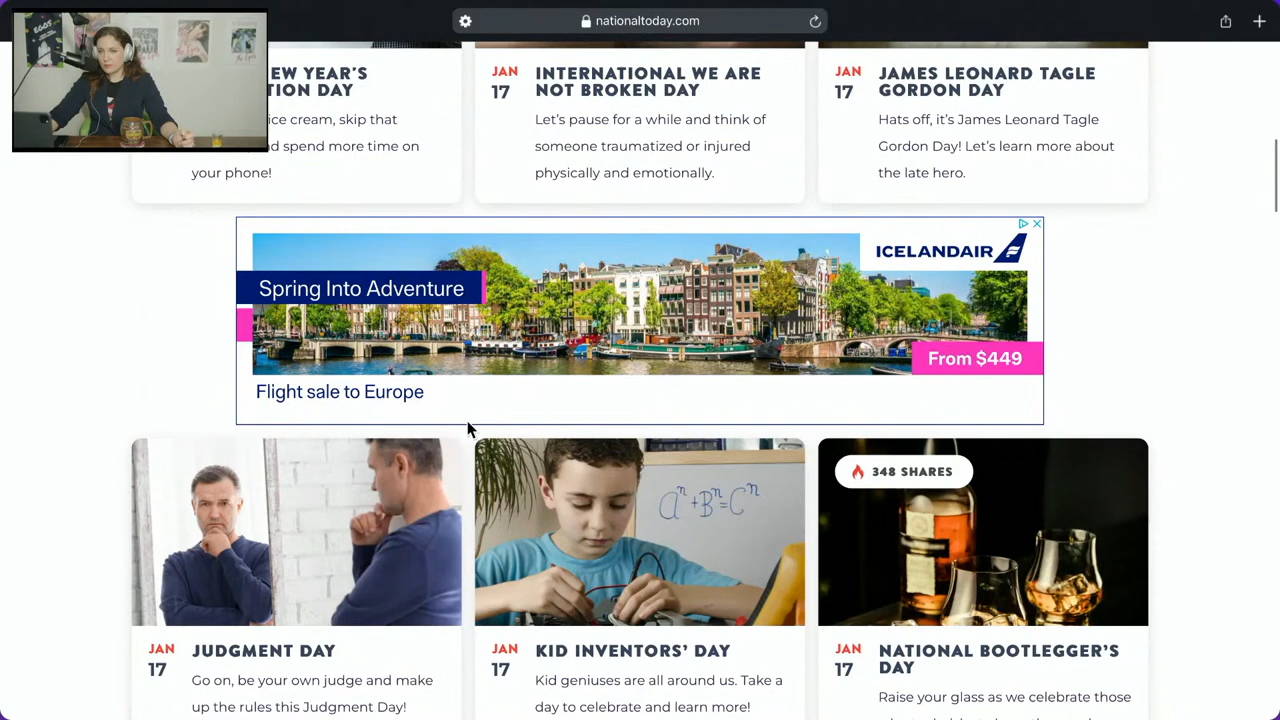 nationaltoday.com
EW YEAR'S
TION DAY
ice cream, skip that
nd spend more time on
your phone!
JAN
17
INTERNATIONAL WE ARE
NOT BROKEN DAY
Let's pause for a while and think of
someone traumatized or injured
physically and emotionally.
JAN
17
JAMES LEONARD TAGLE
GORDON DAY
Hats off, it's James Leonard Tagle
Gordon Day! Let's learn more about
the late hero.
ICELANDAIR
Spring Into Adventure
From $449
Flight sale to Europe
Aⁿ+Bⁿ=Cⁿ
348 SHARES
JAN
17
JUDGMENT DAY
Go on, be your own judge and make
up the rules this Judgment Day!
JAN
17
KID INVENTORS' DAY
Kid geniuses are all around us. Take a
day to celebrate and learn more!
JAN
17
NATIONAL BOOTLEGGER'S
DAY
Raise your glass as we celebrate those